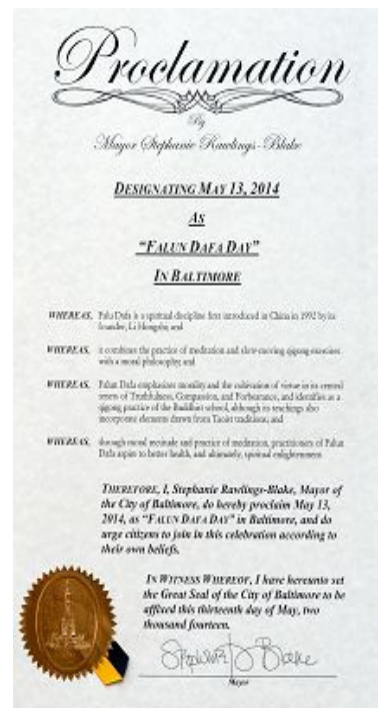 Proclamation
By
Mayor Stephanie Rawlings-Blake
DESIGNATING MAY 13, 2014
AS
"FALUN DAFA DAY"
IN BALTIMORE
WHEREAS, Falu Dafa is a spiritual discipline first introduced in China in 1992 by its
founder, Li Hongzhi; and
WHEREAS, it combines the practice of meditation and slow-moving qigong exercises
with a moral philosophy; and
WHEREAS, Falun Dafa emphasizes morality and the cultivation of virtue in its central
tenets of Truthfulness, Compassion, and Forbearance, and identifies as a
qigong practice of the Buddhist school, although its teachings also
incorporate elements drawn from Taoist traditions; and
WHEREAS, through moral rectitude and practice of meditation, practitioners of Falun
Dafa aspire to better health, and ultimately, spiritual enlightenment
THEREFORE, I, Stephanie Rawlings-Blake, Mayor of
the City of Baltimore, do hereby proclaim May 13,
2014, as "FALUN DAFA DAY" in Baltimore, and do
urge citizens to join in this celebration according to
their own beliefs.
IN WITNESS WHEREOF, I have hereunto set
the Great Seal of the City of Baltimore to be
affixed this thirteenth day of May, two
thousand fourteen.
Mayor